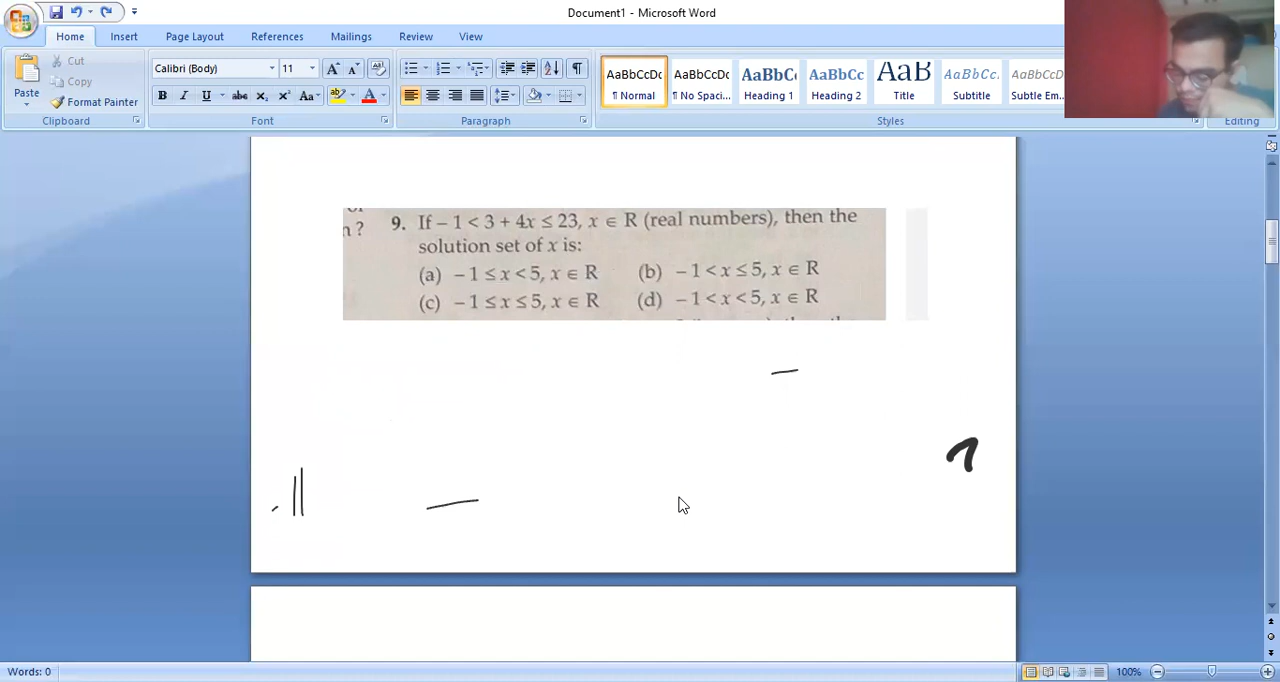 Document1 - Microsoft Word
Home Insert Page Layout References Mailings Review View
Paste
Cut
Copy
Format Painter
Clipboard
Calibri (Body) 11
Font
Paragraph
AaBbCcDc AaBbCcDc AaBbC AaBbCc AaB AaBbCc. AaBbCcDc
¶ Normal ¶ No Spaci... Heading 1 Heading 2 Title Subtitle Subtle Em...
Styles
Editing
n ?
9. If – 1 < 3 + 4x ≤ 23, x ∈ R (real numbers), then the
solution set of x is:
(a) – 1 ≤ x < 5, x ∈ R (b) – 1 < x ≤ 5, x ∈ R
(c) – 1 ≤ x ≤ 5, x ∈ R (d) – 1 < x < 5, x ∈ R
Words: 0
100%